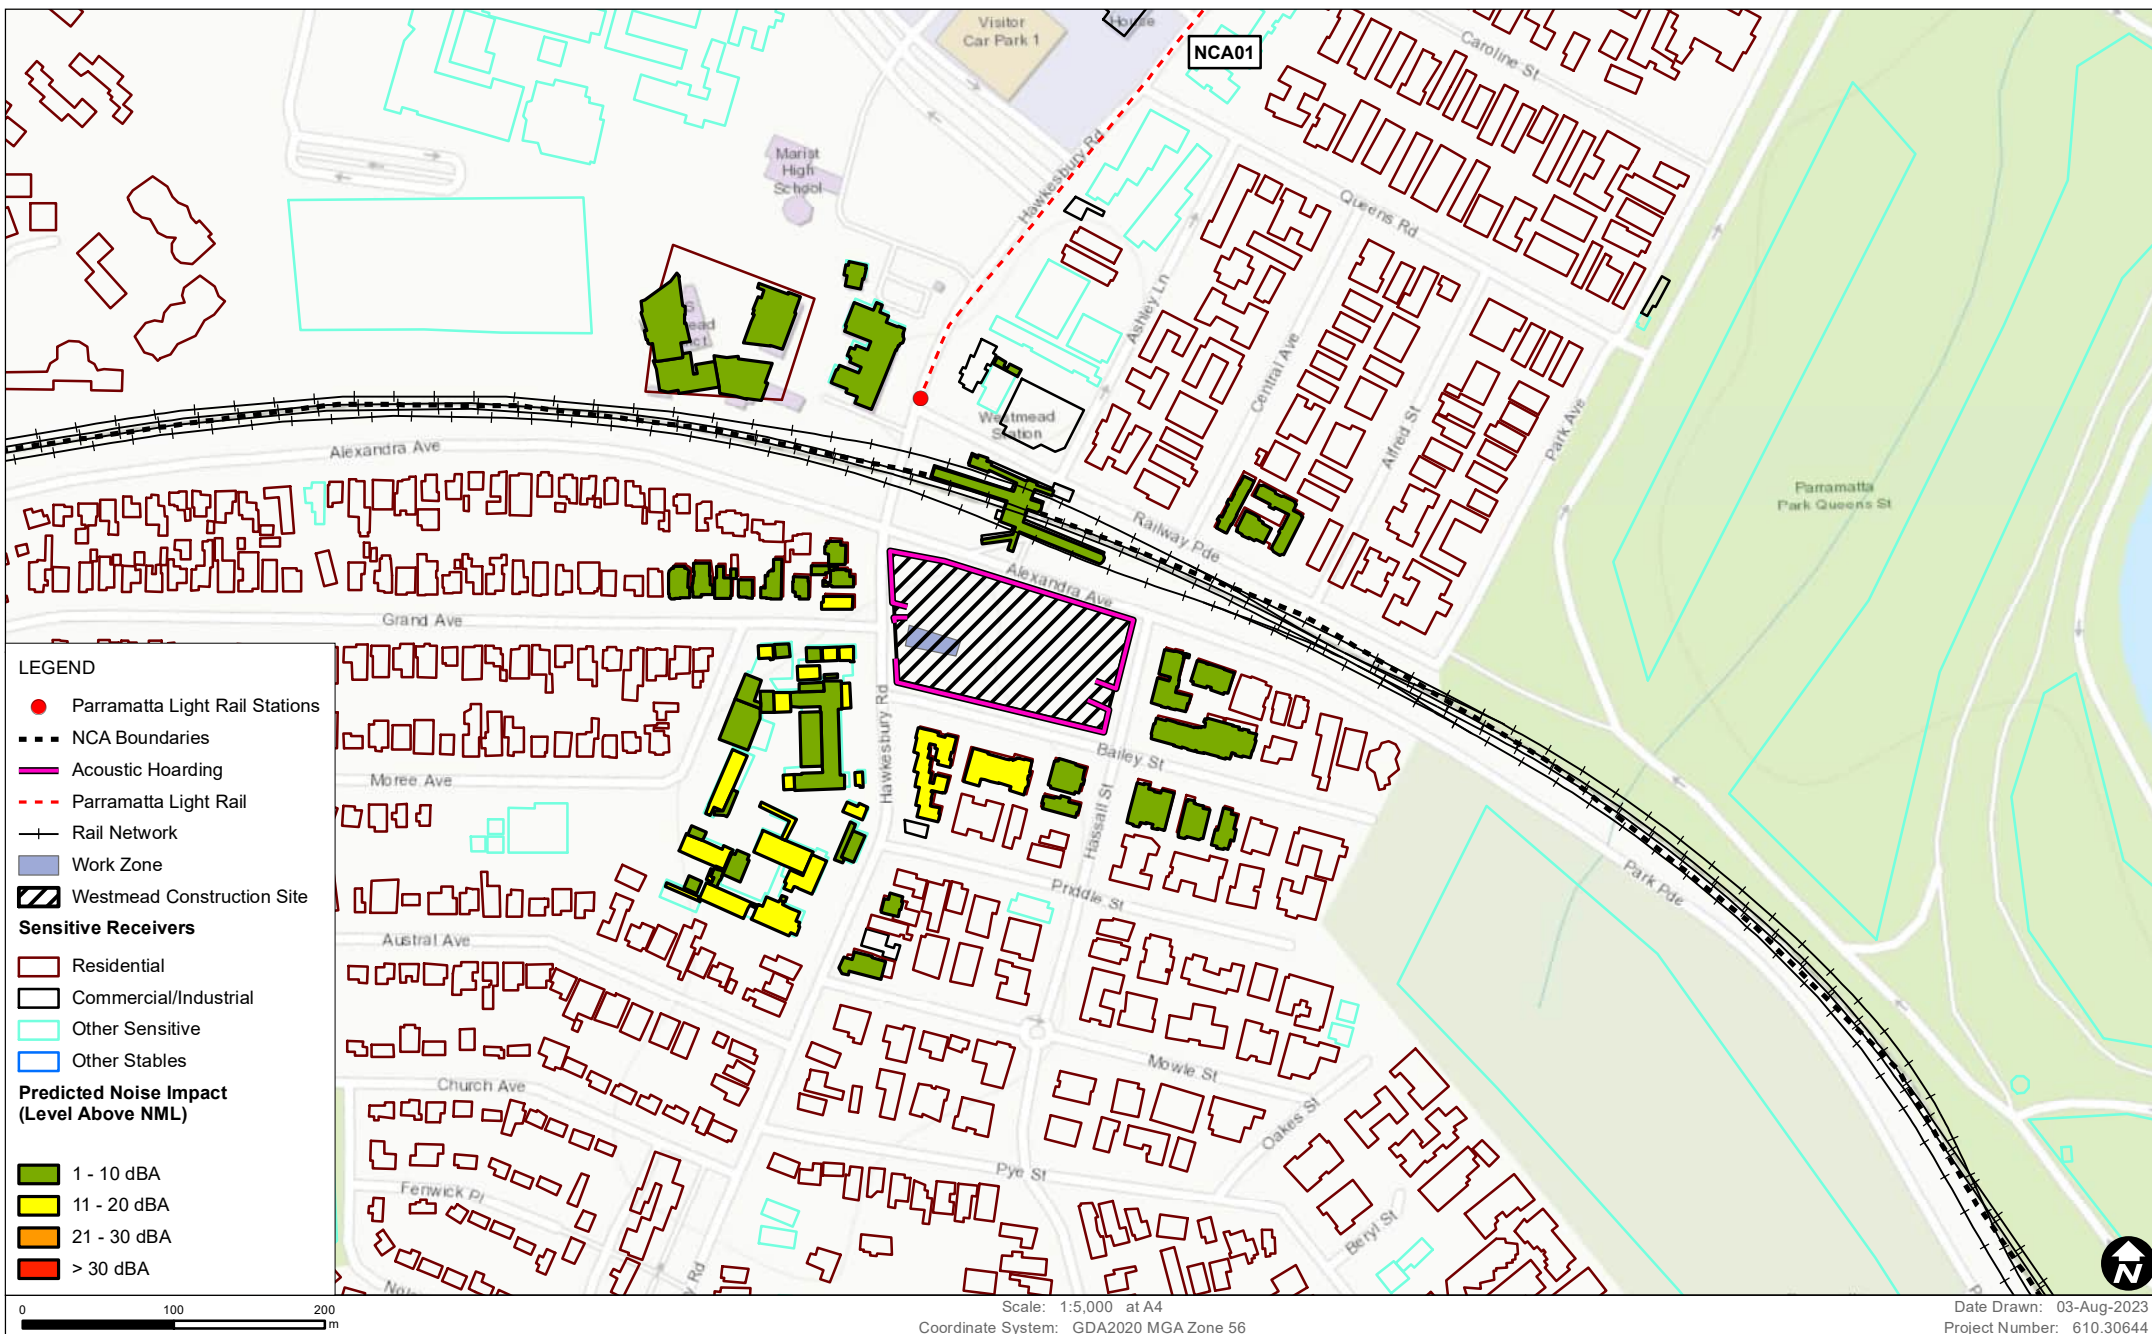 Visitor
Car Park 1
House
NCA01
Caroline St
Marist
High
School
Hawkesbury Rd
Queens Rd
Ashley Ln
Central Ave
Alfred St
Park Ave
Westmead
Station
Parramatta
Park Queens St
Alexandra Ave
Railway Pde
Alexandra Ave
Grand Ave
Hawkesbury Rd
Bailey St
Moree Ave
Hassall St
Priddle St
Park Pde
Austral Ave
Mowle St
Church Ave
Oakes St
Pye St
Fenwick Pl
Beryl St
LEGEND
Parramatta Light Rail Stations
NCA Boundaries
Acoustic Hoarding
Parramatta Light Rail
Rail Network
Work Zone
Westmead Construction Site
Sensitive Receivers
Residential
Commercial/Industrial
Other Sensitive
Other Stables
Predicted Noise Impact
(Level Above NML)
1 - 10 dBA
11 - 20 dBA
21 - 30 dBA
> 30 dBA
N
0 100 200
m
Scale: 1:5,000 at A4
Coordinate System: GDA2020 MGA Zone 56
Date Drawn: 03-Aug-2023
Project Number: 610.30644